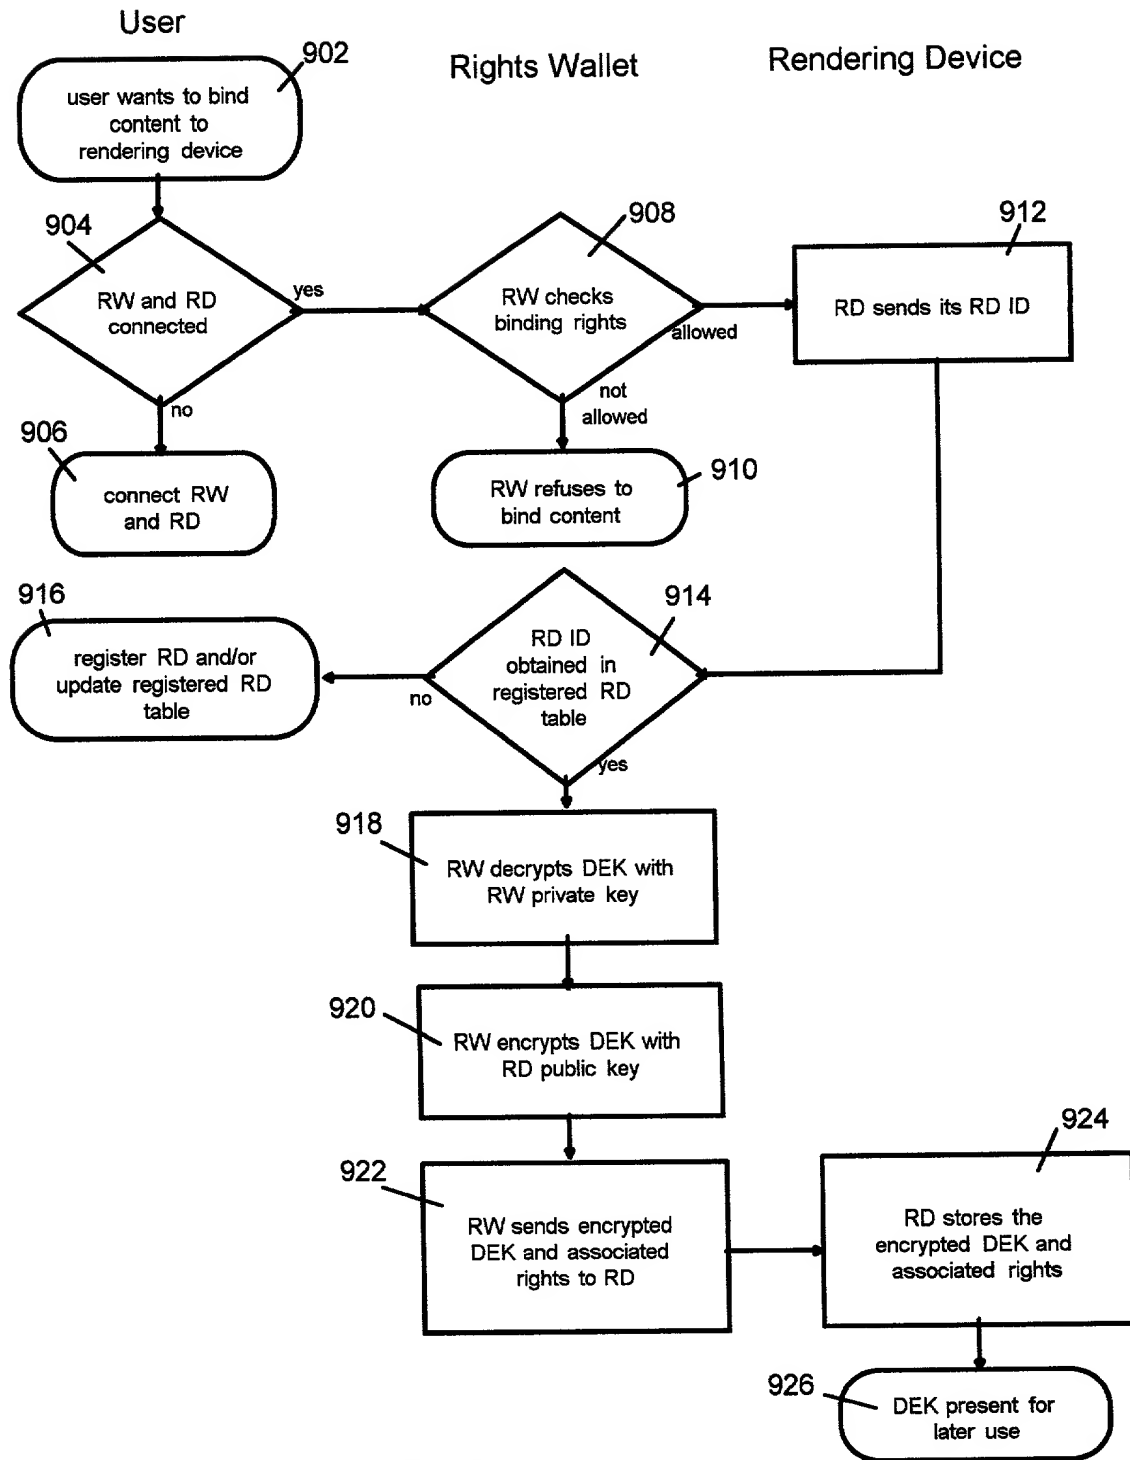 User
Rights Wallet
Rendering Device
902
user wants to bind
content to
rendering device
904
RW and RD
connected
yes
no
906
connect RW
and RD
908
RW checks
binding rights
allowed
not
allowed
910
RW refuses to
bind content
912
RD sends its RD ID
914
RD ID
obtained in
registered RD
table
no
yes
916
register RD and/or
update registered RD
table
918
RW decrypts DEK with
RW private key
920
RW encrypts DEK with
RD public key
922
RW sends encrypted
DEK and associated
rights to RD
924
RD stores the
encrypted DEK and
associated rights
926
DEK present for
later use